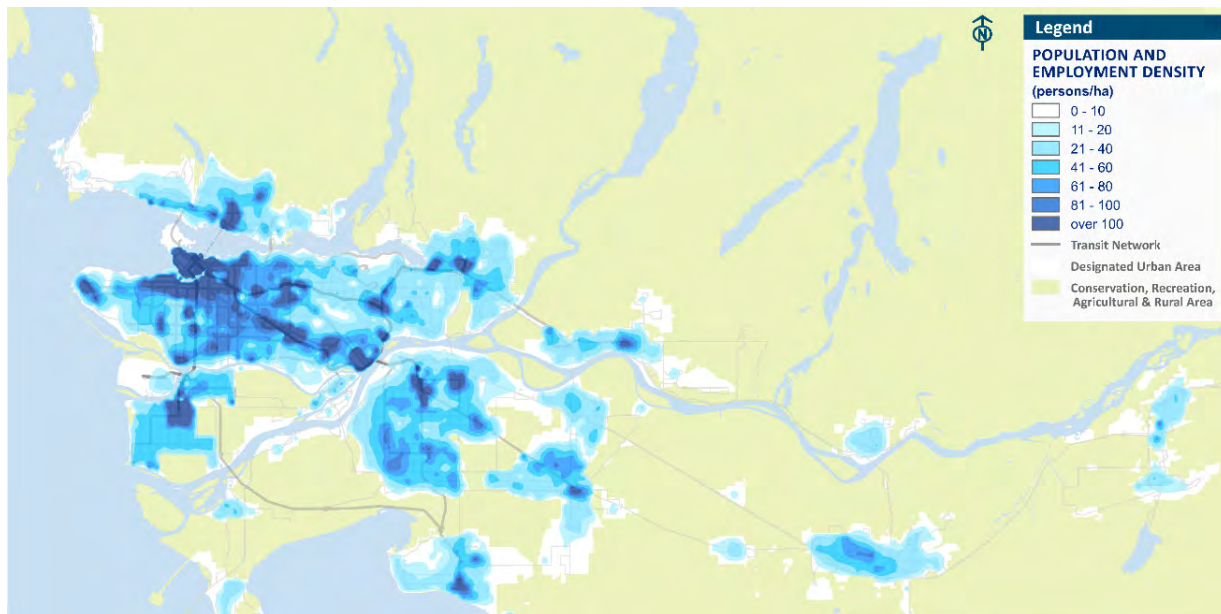 N
Legend
POPULATION AND
EMPLOYMENT DENSITY
(persons/ha)
0 - 10
11 - 20
21 - 40
41 - 60
61 - 80
81 - 100
over 100
Transit Network
Designated Urban Area
Conservation, Recreation,
Agricultural & Rural Area